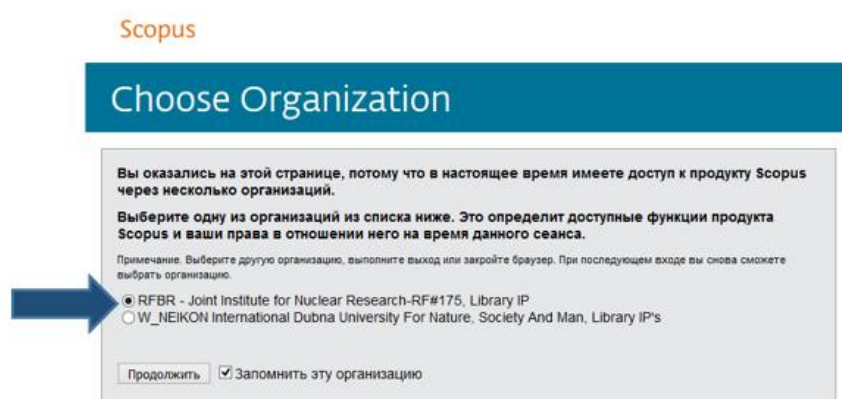 Scopus
Choose Organization
Вы оказались на этой странице, потому что в настоящее время имеете доступ к продукту Scopus
через несколько организаций.
Выберите одну из организаций из списка ниже. Это определит доступные функции продукта
Scopus и ваши права в отношении него на время данного сеанса.
Примечание. Выберите другую организацию, выполните выход или закройте браузер. При последующем входе вы снова сможете
выбрать организацию.
RFBR - Joint Institute for Nuclear Research-RF#175, Library IP
W_NEIKON International Dubna University For Nature, Society And Man, Library IP's
Продолжить Запомнить эту организацию